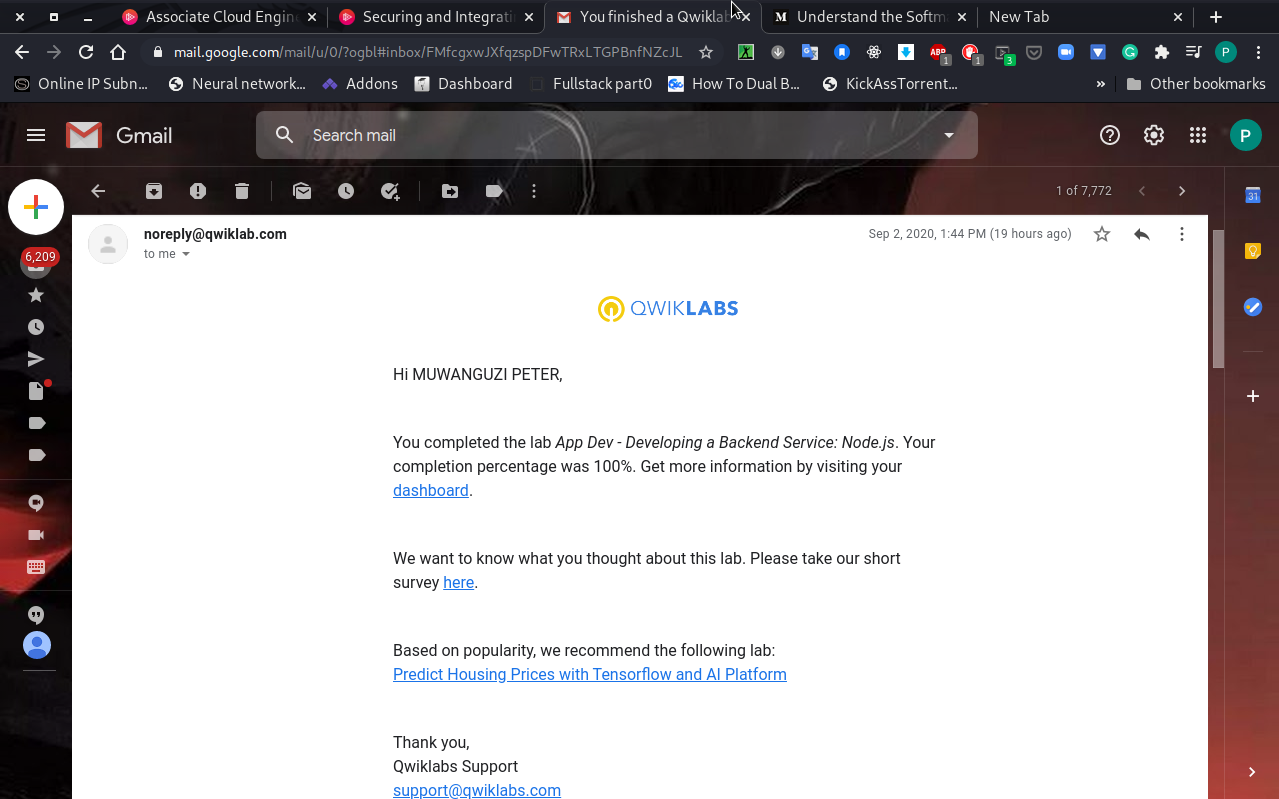 Associate Cloud Engin
Securing and Integrati
You finished a Qwiklab
Understand the Softm
New Tab
mail.google.com/mail/u/0/?ogbl#inbox/FMfcgxwJXfqzspDFwTRxLTGPBnfNZcJL
ABP
1
1
3
P
Online IP Subn...
Neural network...
Addons
Dashboard
Fullstack part0
How To Dual B...
KickAssTorrent...
»
Other bookmarks
Gmail
Search mail
P
1 of 7,772
31
6,209
noreply@qwiklab.com
Sep 2, 2020, 1:44 PM (19 hours ago)
to me
QWIKLABS
Hi MUWANGUZI PETER,
You completed the lab App Dev - Developing a Backend Service: Node.js. Your
completion percentage was 100%. Get more information by visiting your
dashboard.
We want to know what you thought about this lab. Please take our short
survey here.
Based on popularity, we recommend the following lab:
Predict Housing Prices with Tensorflow and AI Platform
Thank you,
Qwiklabs Support
support@qwiklabs.com